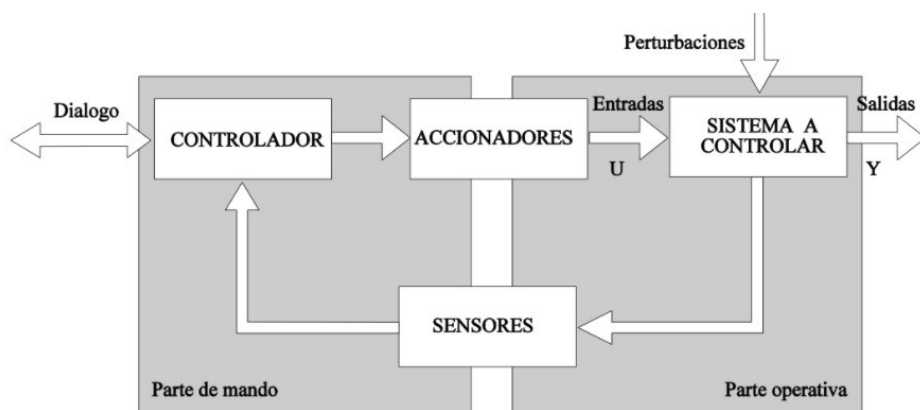 Perturbaciones
Dialogo
CONTROLADOR
ACCIONADORES
Entradas
U
SISTEMA A
CONTROLAR
Salidas
Y
SENSORES
Parte de mando
Parte operativa